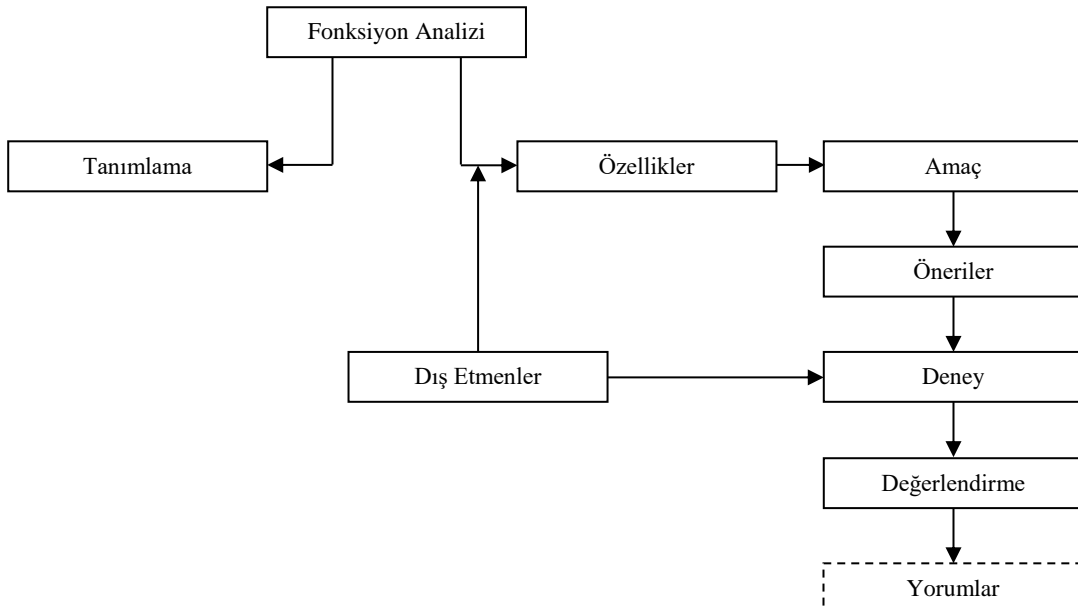 Fonksiyon Analizi
Tanımlama
Özellikler
Amaç
Öneriler
Dış Etmenler
Deney
Değerlendirme
Yorumlar